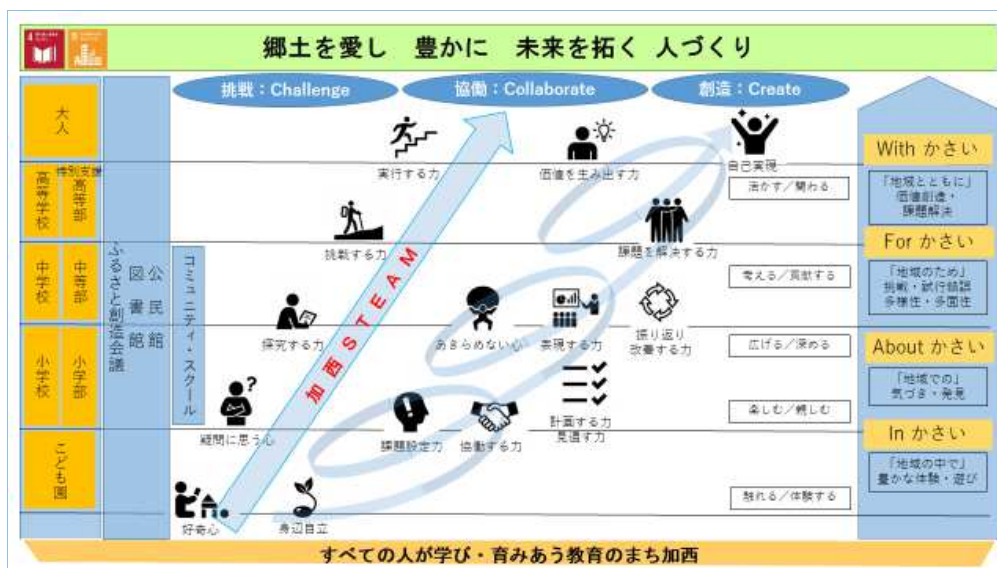 郷土を愛し 豊かに 未来を拓く 人づくり
挑戦：Challenge
協働：Collaborate
創造：Create
大人
特別支援
高等学校
高等部
中学校
中等部
小学校
小学部
こども園
ふるさと創造会議
図書館
公民館
コミュニティ・スクール
加西STEAM
実行する力
価値を生み出す力
自己実現
挑戦する力
課題を解決する力
探究する力
あきらめない心
表現する力
振り返り
改善する力
疑問に思う心
課題設定力
協働する力
計画する力
見通す力
好奇心
身辺自立
活かす／関わる
考える／貢献する
広げる／深める
楽しむ／親しむ
触れる／体験する
With かさい
「地域とともに」
価値創造・
課題解決
For かさい
「地域のため」
挑戦・試行錯誤
多様性・多面性
About かさい
「地域での」
気づき・発見
In かさい
「地域の中で」
豊かな体験・遊び
すべての人が学び・育みあう教育のまち加西